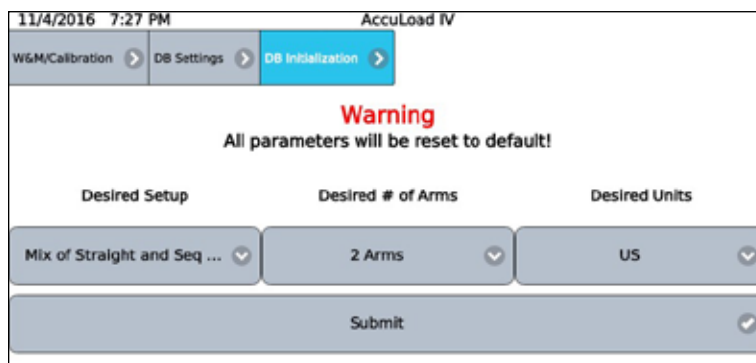 11/4/2016 7:27 PM AccuLoad IV
W&M/Calibration DB Settings DB Initialization
Warning
All parameters will be reset to default!
Desired Setup Desired # of Arms Desired Units
Mix of Straight and Seq ... 2 Arms US
Submit